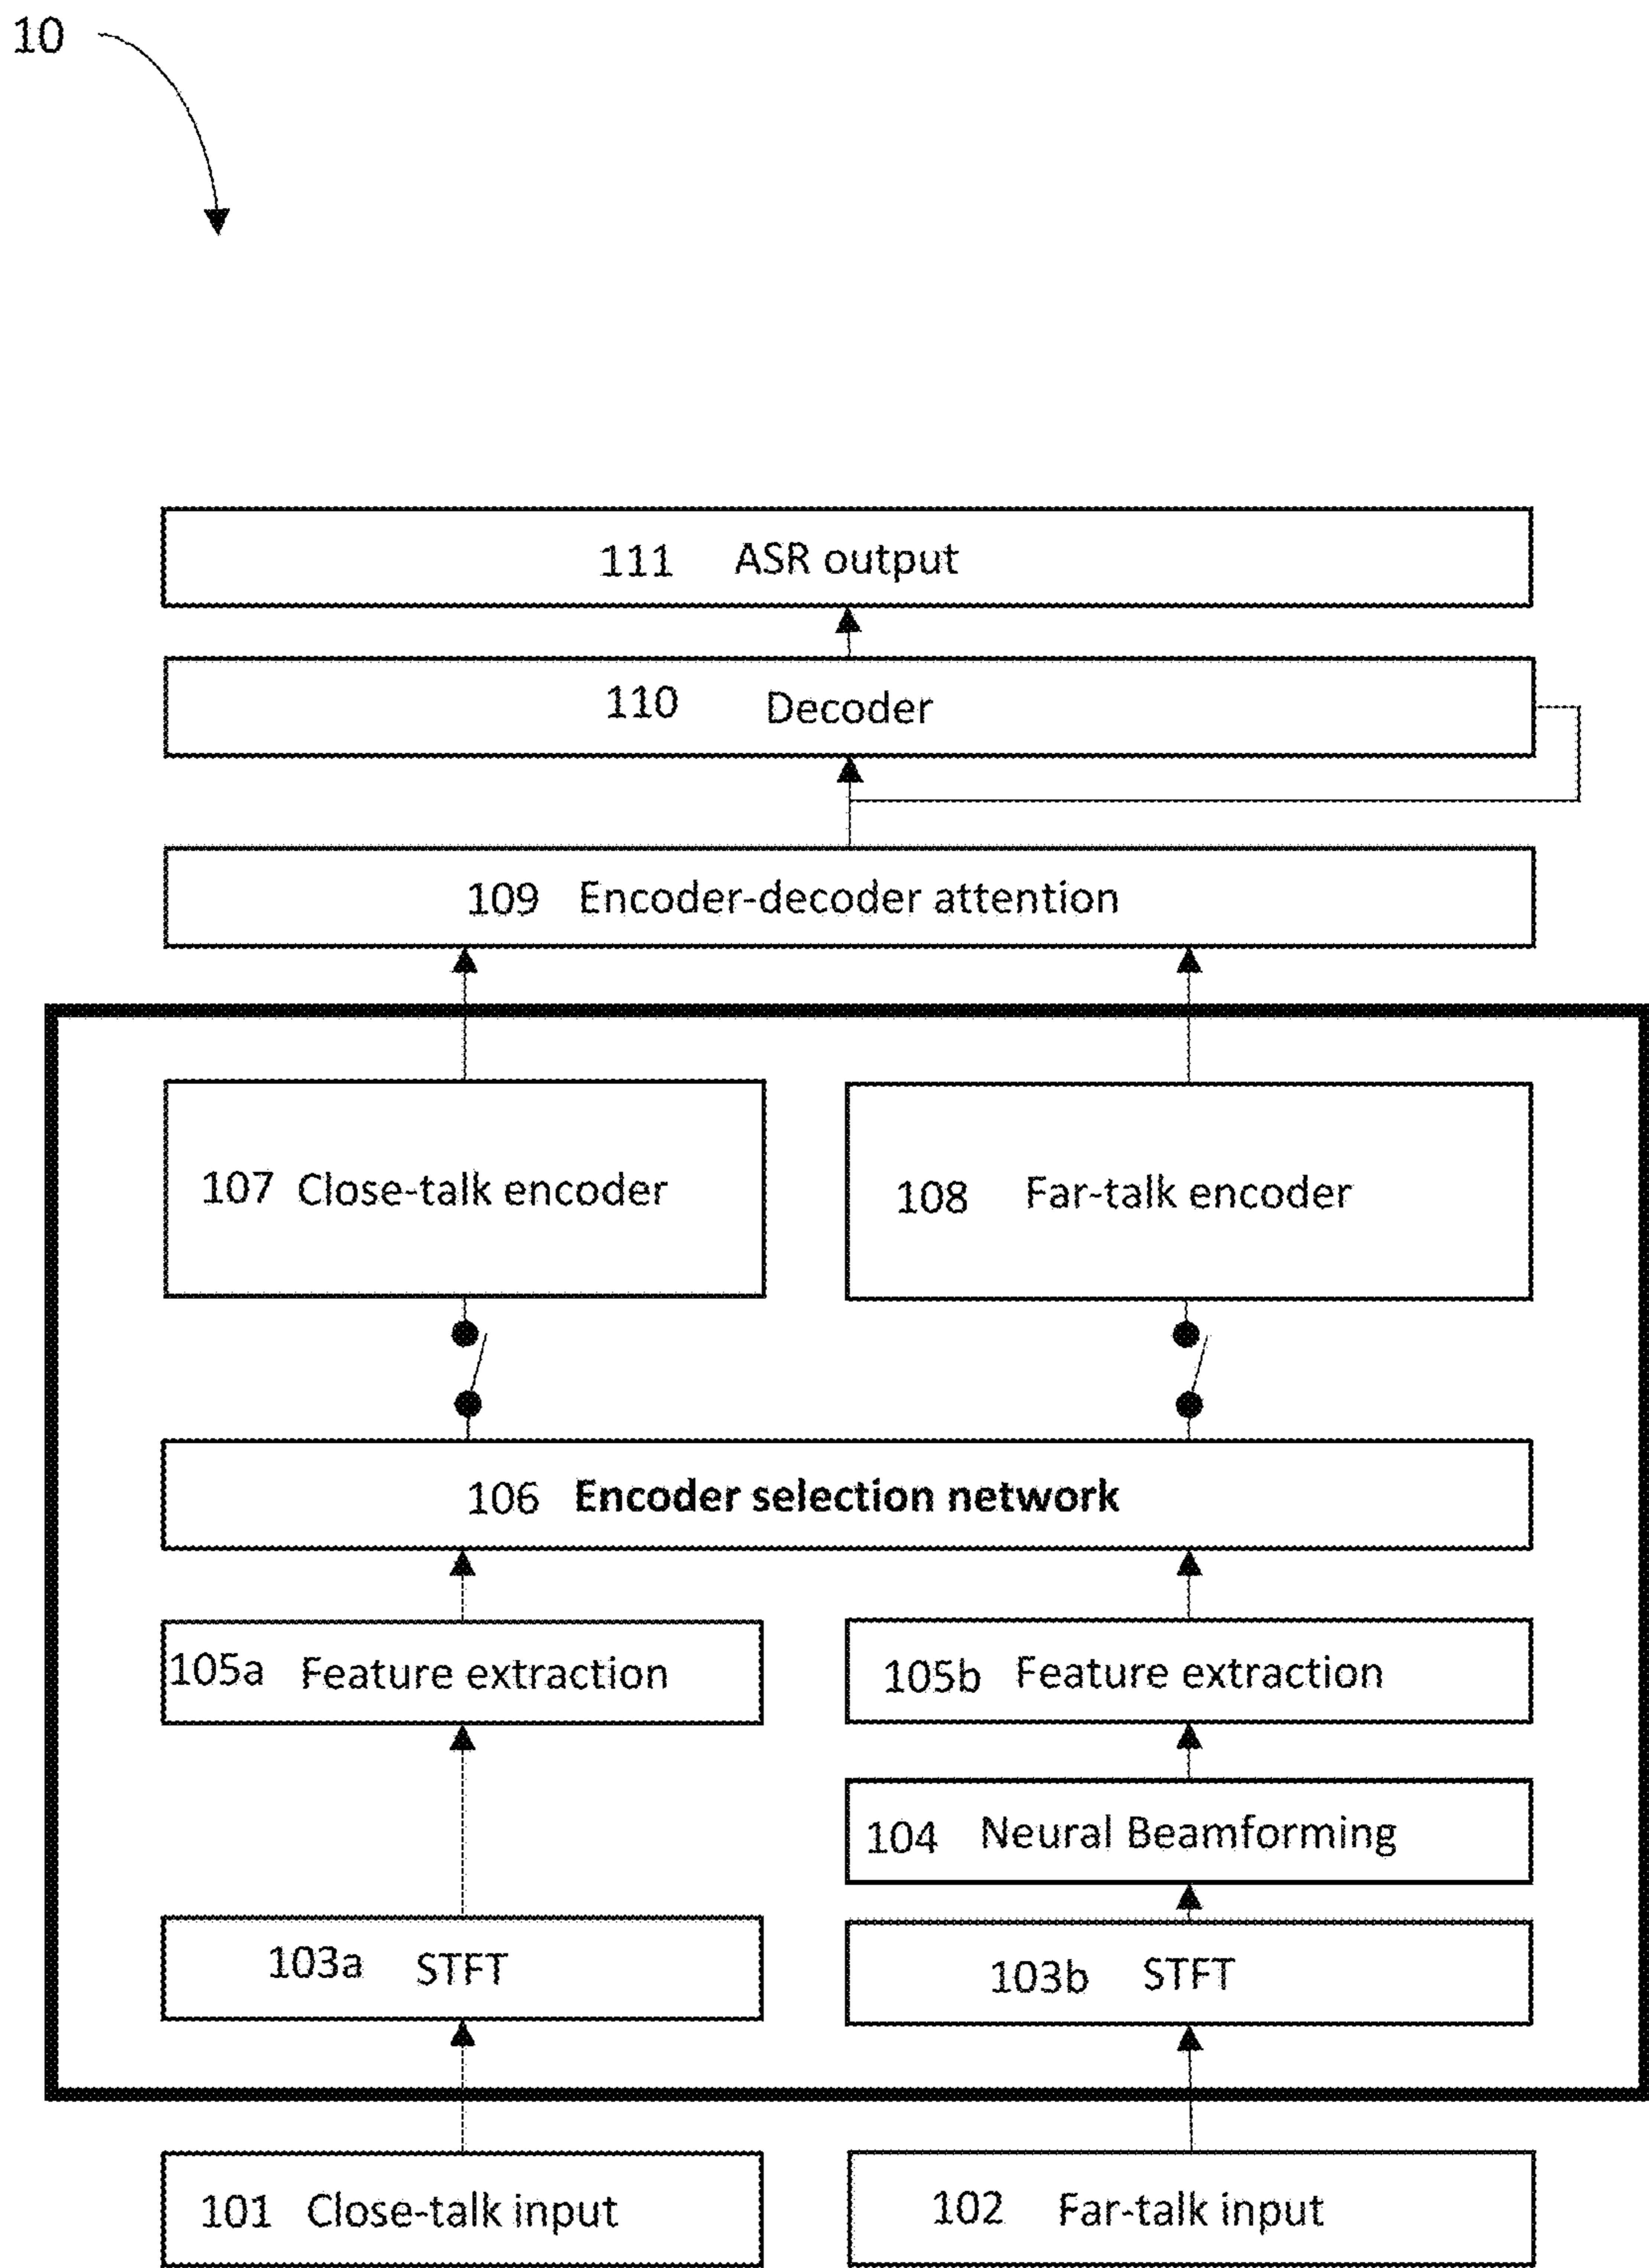 10
111 ASR output
110 Decoder
109 Encoder-decoder attention
107 Close-talk encoder
108 Far-talk encoder
106 Encoder selection network
105a Feature extraction
105b Feature extraction
104 Neural Beamforming
103a STFT
103b STFT
101 Close-talk input
102 Far-talk input